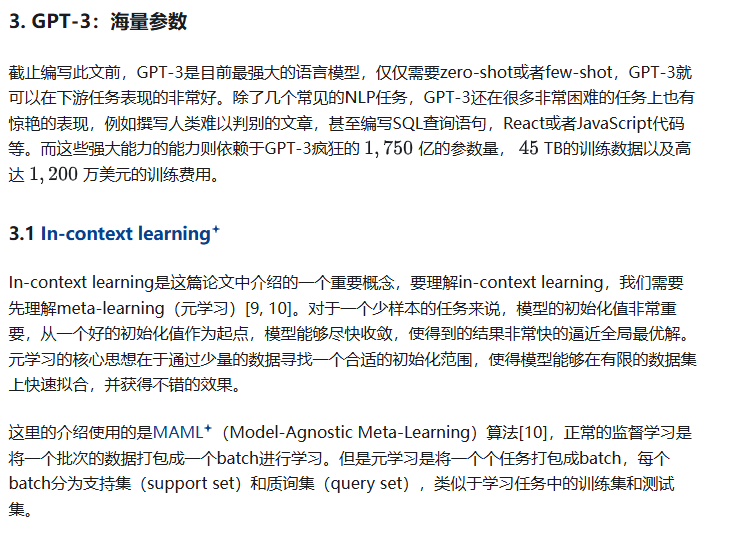 3. GPT-3：海量参数
截止编写此文前，GPT-3是目前最强大的语言模型，仅仅需要zero-shot或者few-shot，GPT-3就
可以在下游任务表现的非常好。除了几个常见的NLP任务，GPT-3还在很多非常困难的任务上也有
惊艳的表现，例如撰写人类难以判别的文章，甚至编写SQL查询语句，React或者JavaScript代码
等。而这些强大能力的能力则依赖于GPT-3疯狂的 1,750 亿的参数量， 45 TB的训练数据以及高
达 1,200 万美元的训练费用。
3.1 In-context learning
In-context learning是这篇论文中介绍的一个重要概念，要理解in-context learning，我们需要
先理解meta-learning（元学习）[9, 10]。对于一个少样本的任务来说，模型的初始化值非常重
要，从一个好的初始化值作为起点，模型能够尽快收敛，使得到的结果非常快的逼近全局最优解。
元学习的核心思想在于通过少量的数据寻找一个合适的初始化范围，使得模型能够在有限的数据集
上快速拟合，并获得不错的效果。
这里的介绍使用的是MAML（Model-Agnostic Meta-Learning）算法[10]，正常的监督学习是
将一个批次的数据打包成一个batch进行学习。但是元学习是将一个个任务打包成batch，每个
batch分为支持集（support set）和质询集（query set），类似于学习任务中的训练集和测试
集。